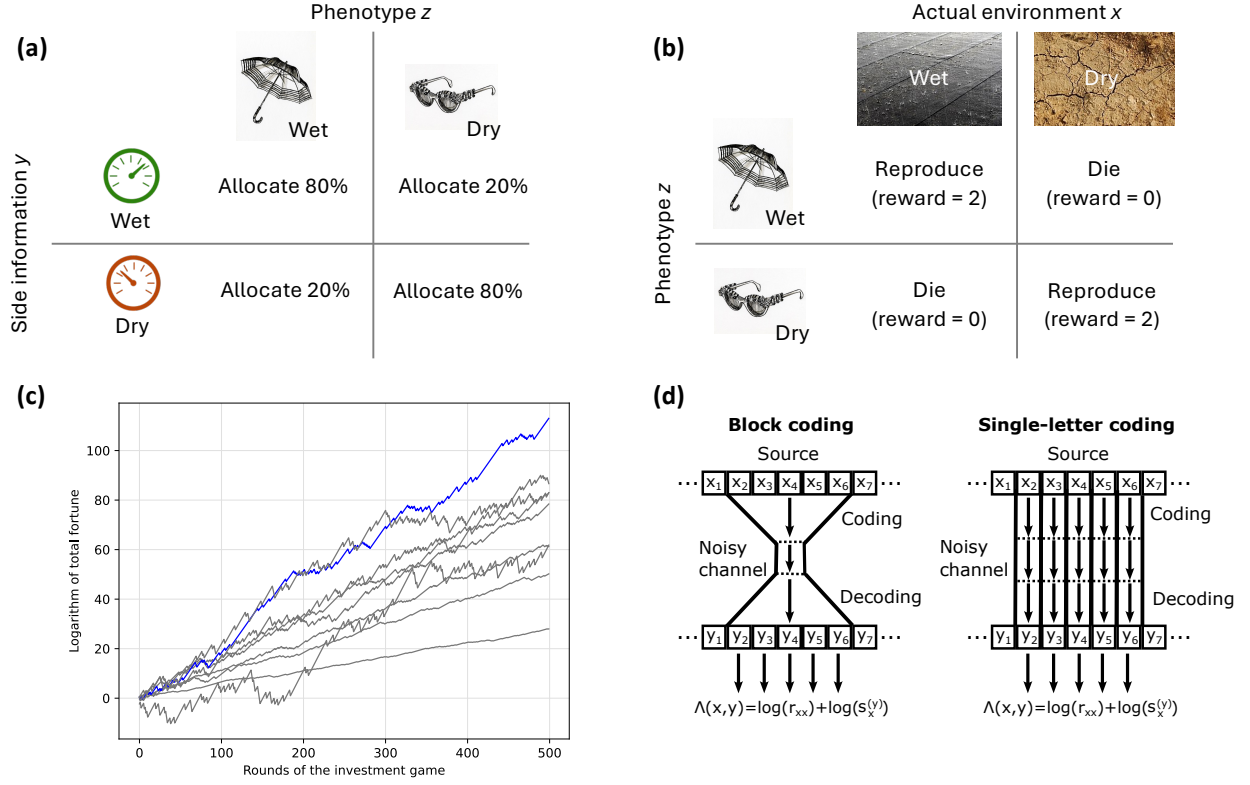 (a)
Phenotype z
Side information y
Wet
Dry
Wet
Allocate 80%
Allocate 20%
Dry
Allocate 20%
Allocate 80%
(b)
Actual environment x
Phenotype z
Wet
Dry
Wet
Reproduce
(reward = 2)
Die
(reward = 0)
Dry
Die
(reward = 0)
Reproduce
(reward = 2)
(c)
Logarithm of total fortune
100
80
60
40
20
0
0 100 200 300 400 500
Rounds of the investment game
(d)
Block coding
Source
··· x₁ x₂ x₃ x₄ x₅ x₆ x₇ ···
Coding
Noisy
channel
Decoding
··· y₁ y₂ y₃ y₄ y₅ y₆ y₇ ···
Λ(x,y)=log(rₓₓ)+log(sₓ⁽ʸ⁾)
Single-letter coding
Source
··· x₁ x₂ x₃ x₄ x₅ x₆ x₇ ···
Coding
Noisy
channel
Decoding
··· y₁ y₂ y₃ y₄ y₅ y₆ y₇ ···
Λ(x,y)=log(rₓₓ)+log(sₓ⁽ʸ⁾)